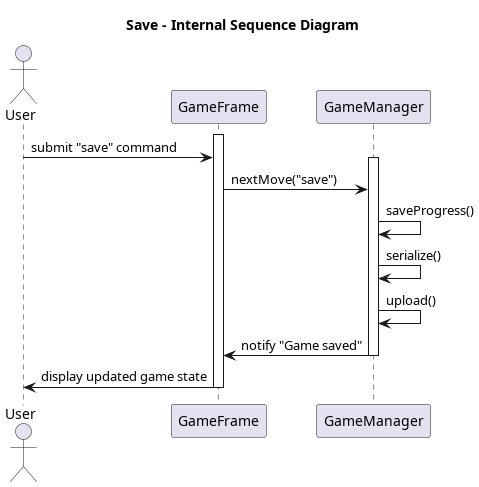 Save - Internal Sequence Diagram
User
GameFrame
GameManager
submit "save" command
nextMove("save")
saveProgress()
serialize()
upload()
notify "Game saved"
display updated game state
User
GameFrame
GameManager